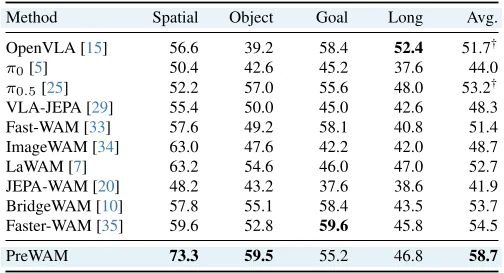 Method Spatial Object Goal Long Avg.
OpenVLA [15] 56.6 39.2 58.4 52.4 51.7†
π0 [5] 50.4 42.6 45.2 37.6 44.0
π0.5 [25] 52.2 57.0 55.6 48.0 53.2†
VLA-JEPA [29] 55.4 50.0 45.0 42.6 48.3
Fast-WAM [33] 57.6 49.2 58.1 40.8 51.4
ImageWAM [34] 63.0 47.6 42.2 42.0 48.7
LaWAM [7] 63.2 54.6 46.0 47.0 52.7
JEPA-WAM [20] 48.2 43.2 37.6 38.6 41.9
BridgeWAM [10] 57.8 55.1 58.4 43.5 53.7
Faster-WAM [35] 59.6 52.8 59.6 45.8 54.5
PreWAM 73.3 59.5 55.2 46.8 58.7